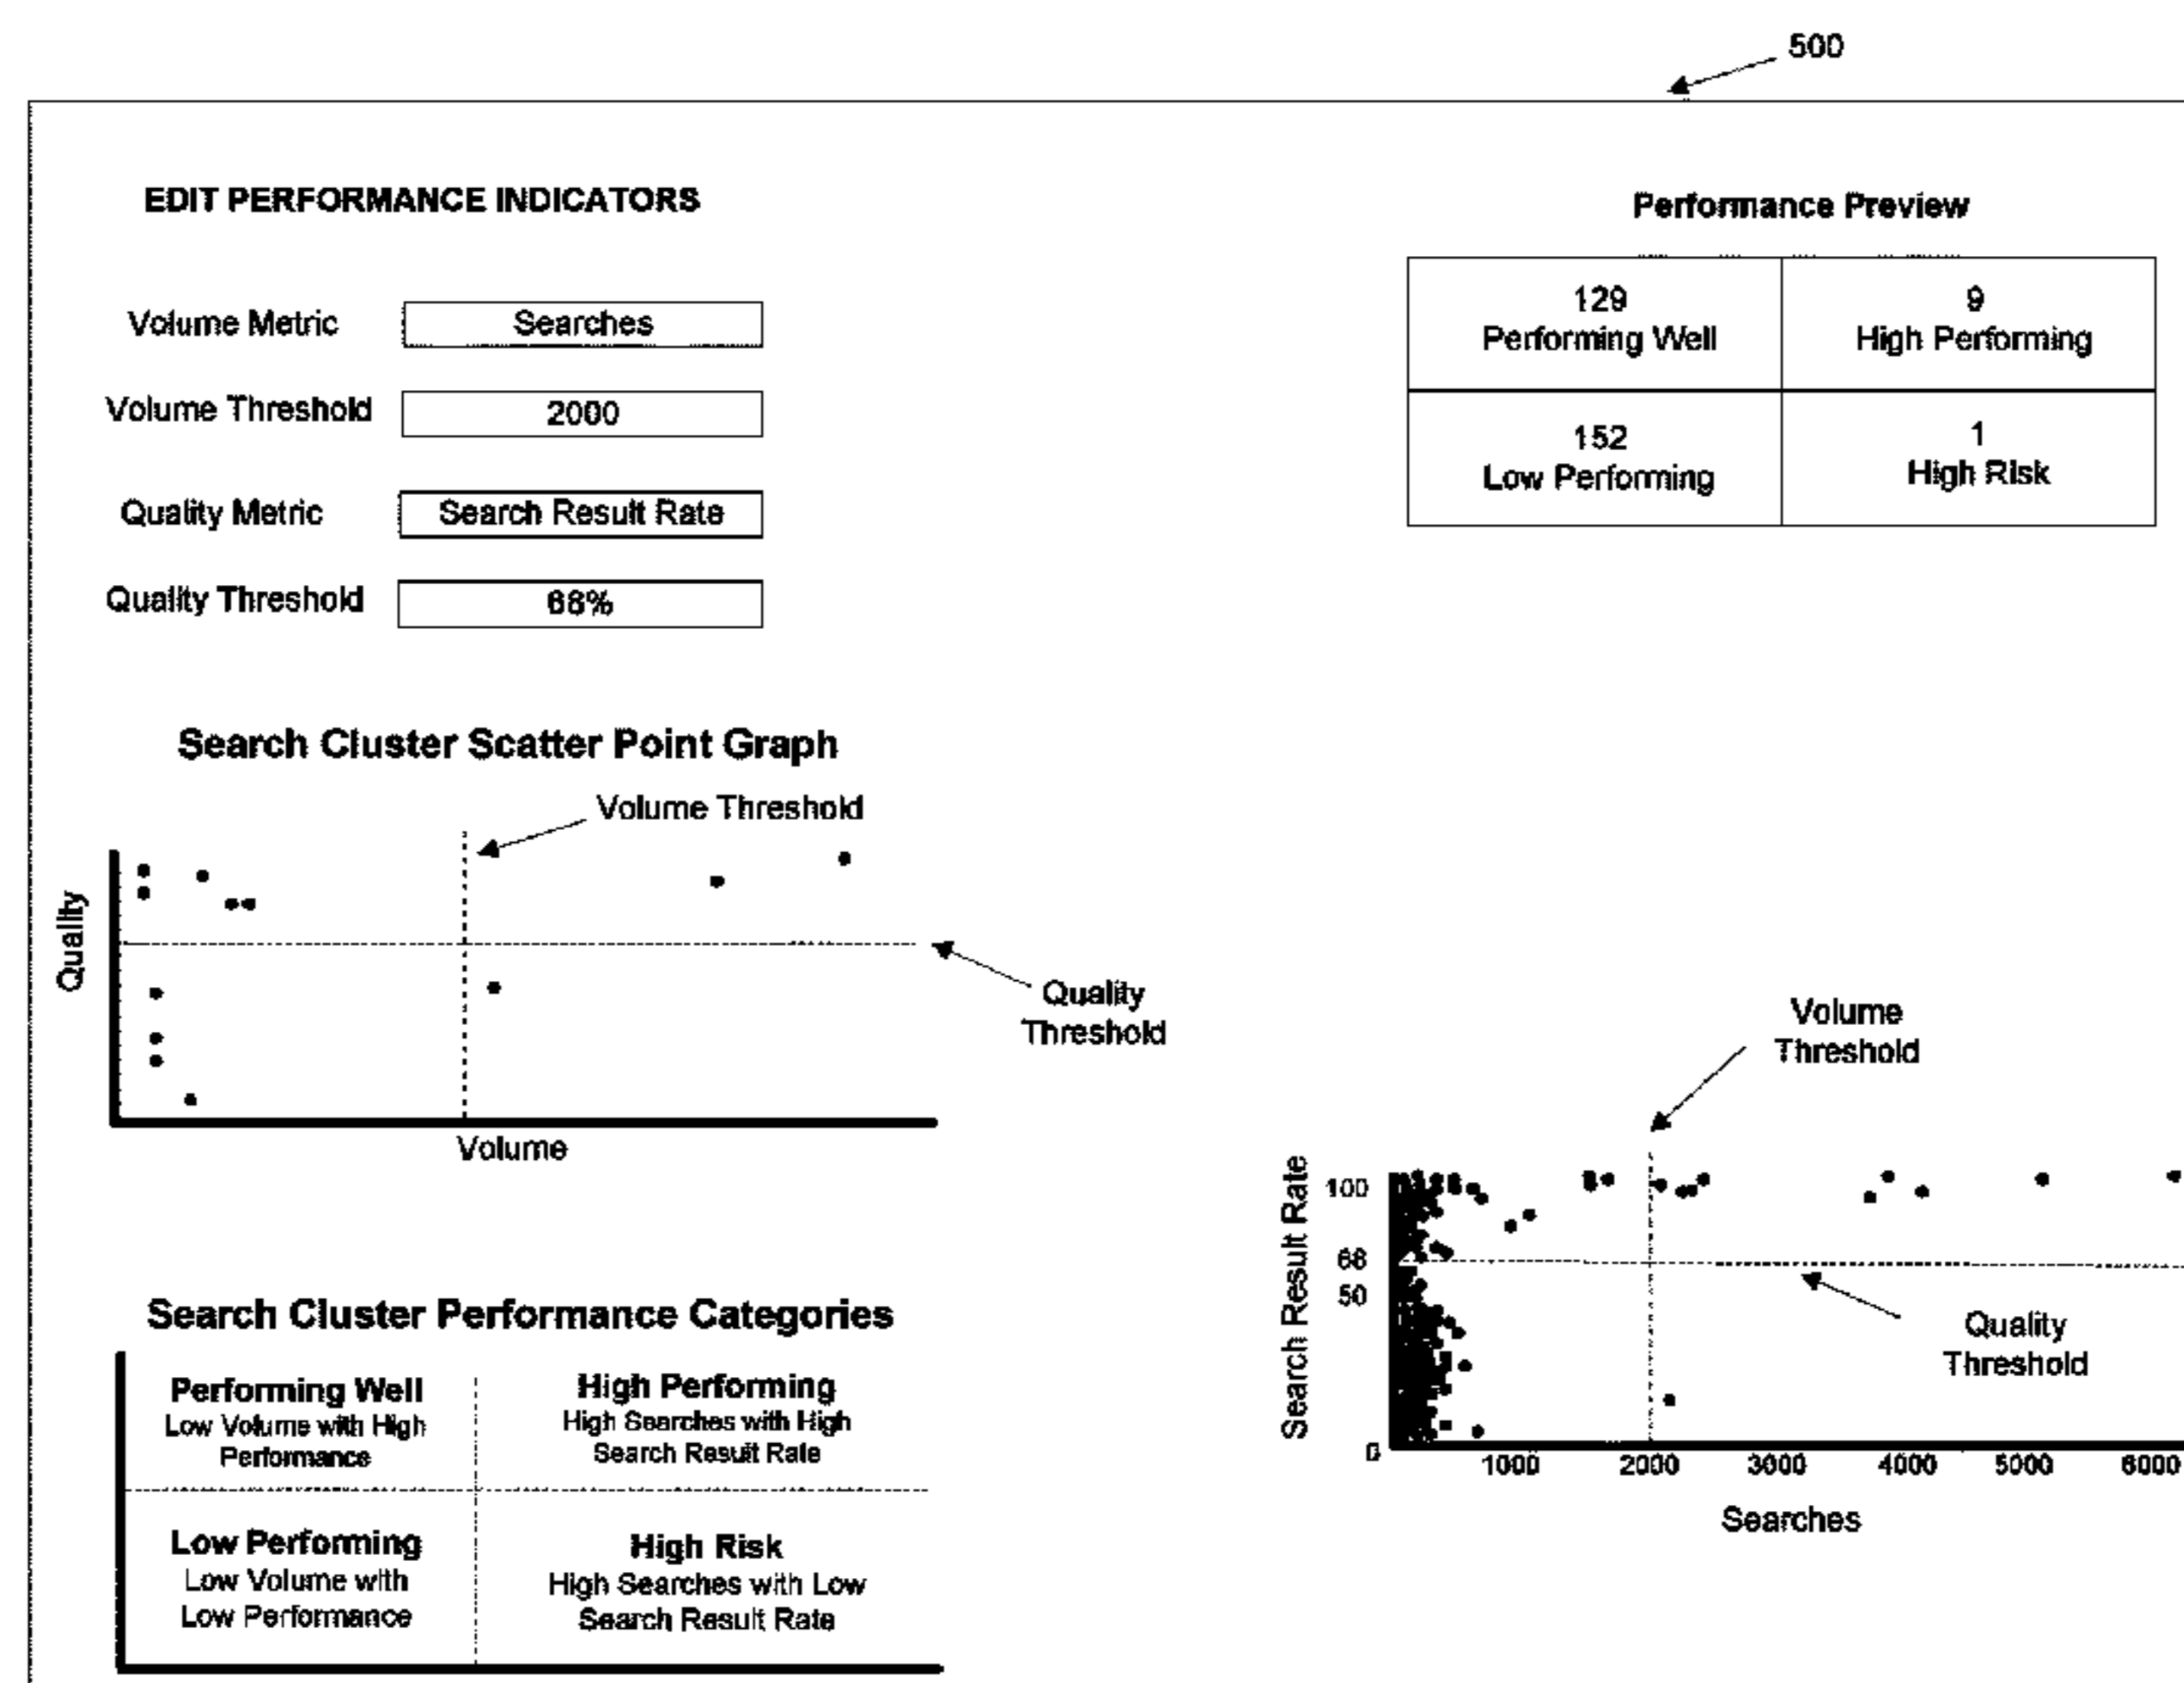 500
EDIT PERFORMANCE INDICATORS
Volume Metric
Searches
Volume Threshold
2000
Quality Metric
Search Result Rate
Quality Threshold
68%
Performance Preview
129
Performing Well
9
High Performing
152
Low Performing
1
High Risk
Search Cluster Scatter Point Graph
Volume Threshold
Quality
Quality
Threshold
Volume
Search Cluster Performance Categories
Performing Well
Low Volume with High
Performance
High Performing
High Searches with High
Search Result Rate
Low Performing
Low Volume with
Low Performance
High Risk
High Searches with Low
Search Result Rate
Volume
Threshold
Search Result Rate
100
68
50
0
Quality
Threshold
1000
2000
3000
4000
5000
6000
Searches